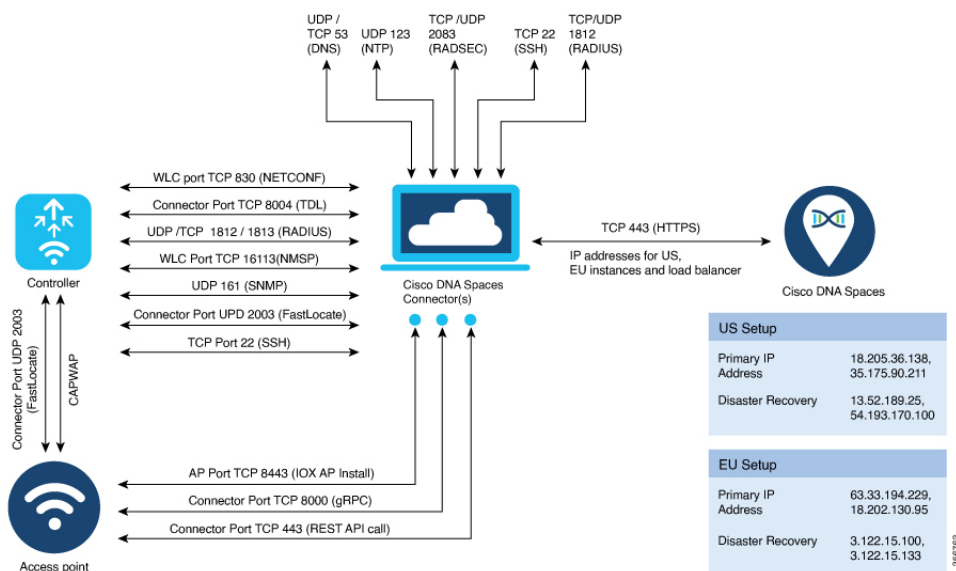 UDP /
TCP 53
(DNS)
UDP 123
(NTP)
TCP /UDP
2083
(RADSEC)
TCP 22
(SSH)
TCP/UDP
1812
(RADIUS)
WLC port TCP 830 (NETCONF)
Connector Port TCP 8004 (TDL)
UDP /TCP 1812 / 1813 (RADIUS)
WLC Port TCP 16113(NMSP)
UDP 161 (SNMP)
Connector Port UPD 2003 (FastLocate)
TCP Port 22 (SSH)
Controller
Cisco DNA Spaces
Connector(s)
TCP 443 (HTTPS)
IP addresses for US,
EU instances and load balancer
Cisco DNA Spaces
Connector Port UDP 2003
(FastLocate)
CAPWAP
AP Port TCP 8443 (IOX AP Install)
Connector Port TCP 8000 (gRPC)
Connector Port TCP 443 (REST API call)
Access point
US Setup
Primary IP
Address
18.205.36.138,
35.175.90.211
Disaster Recovery
13.52.189.25,
54.193.170.100
EU Setup
Primary IP
Address
63.33.194.229,
18.202.130.95
Disaster Recovery
3.122.15.100,
3.122.15.133